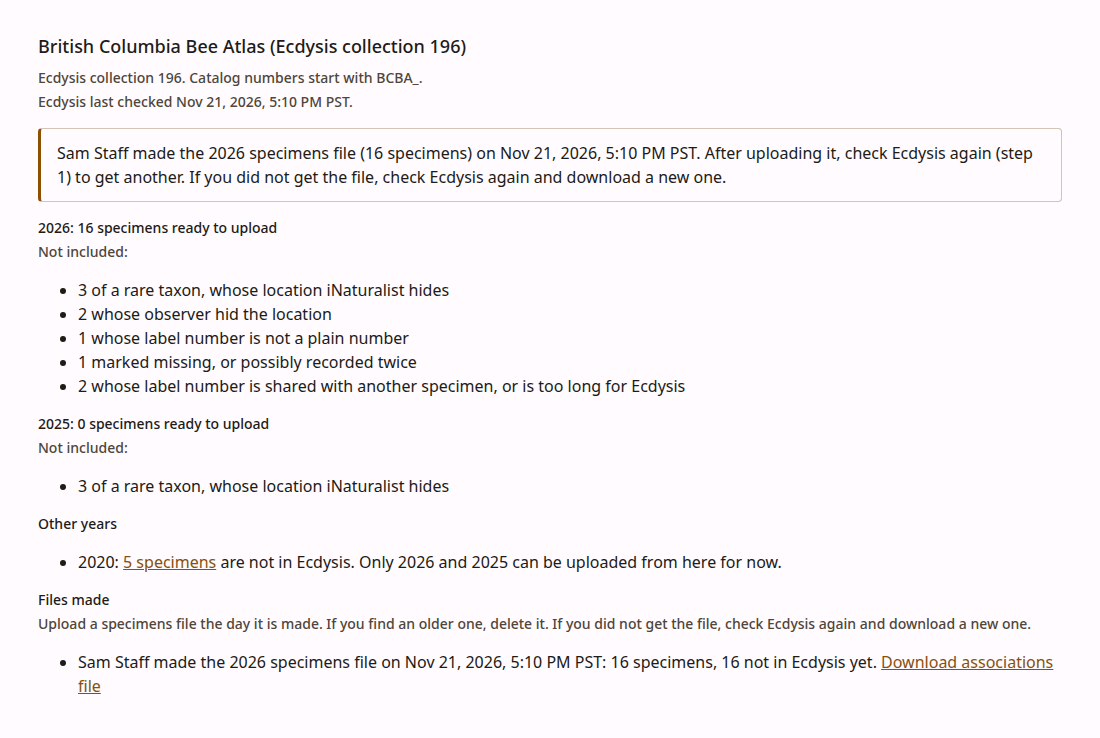 British Columbia Bee Atlas (Ecdysis collection 196)
Ecdysis collection 196. Catalog numbers start with BCBA_.
Ecdysis last checked Nov 21, 2026, 5:10 PM PST.
Sam Staff made the 2026 specimens file (16 specimens) on Nov 21, 2026, 5:10 PM PST. After uploading it, check Ecdysis again (step
1) to get another. If you did not get the file, check Ecdysis again and download a new one.
2026: 16 specimens ready to upload
Not included:
• 3 of a rare taxon, whose location iNaturalist hides
• 2 whose observer hid the location
• 1 whose label number is not a plain number
• 1 marked missing, or possibly recorded twice
• 2 whose label number is shared with another specimen, or is too long for Ecdysis
2025: 0 specimens ready to upload
Not included:
• 3 of a rare taxon, whose location iNaturalist hides
Other years
• 2020: 5 specimens are not in Ecdysis. Only 2026 and 2025 can be uploaded from here for now.
Files made
Upload a specimens file the day it is made. If you find an older one, delete it. If you did not get the file, check Ecdysis again and download a new one.
• Sam Staff made the 2026 specimens file on Nov 21, 2026, 5:10 PM PST: 16 specimens, 16 not in Ecdysis yet. Download associations
file